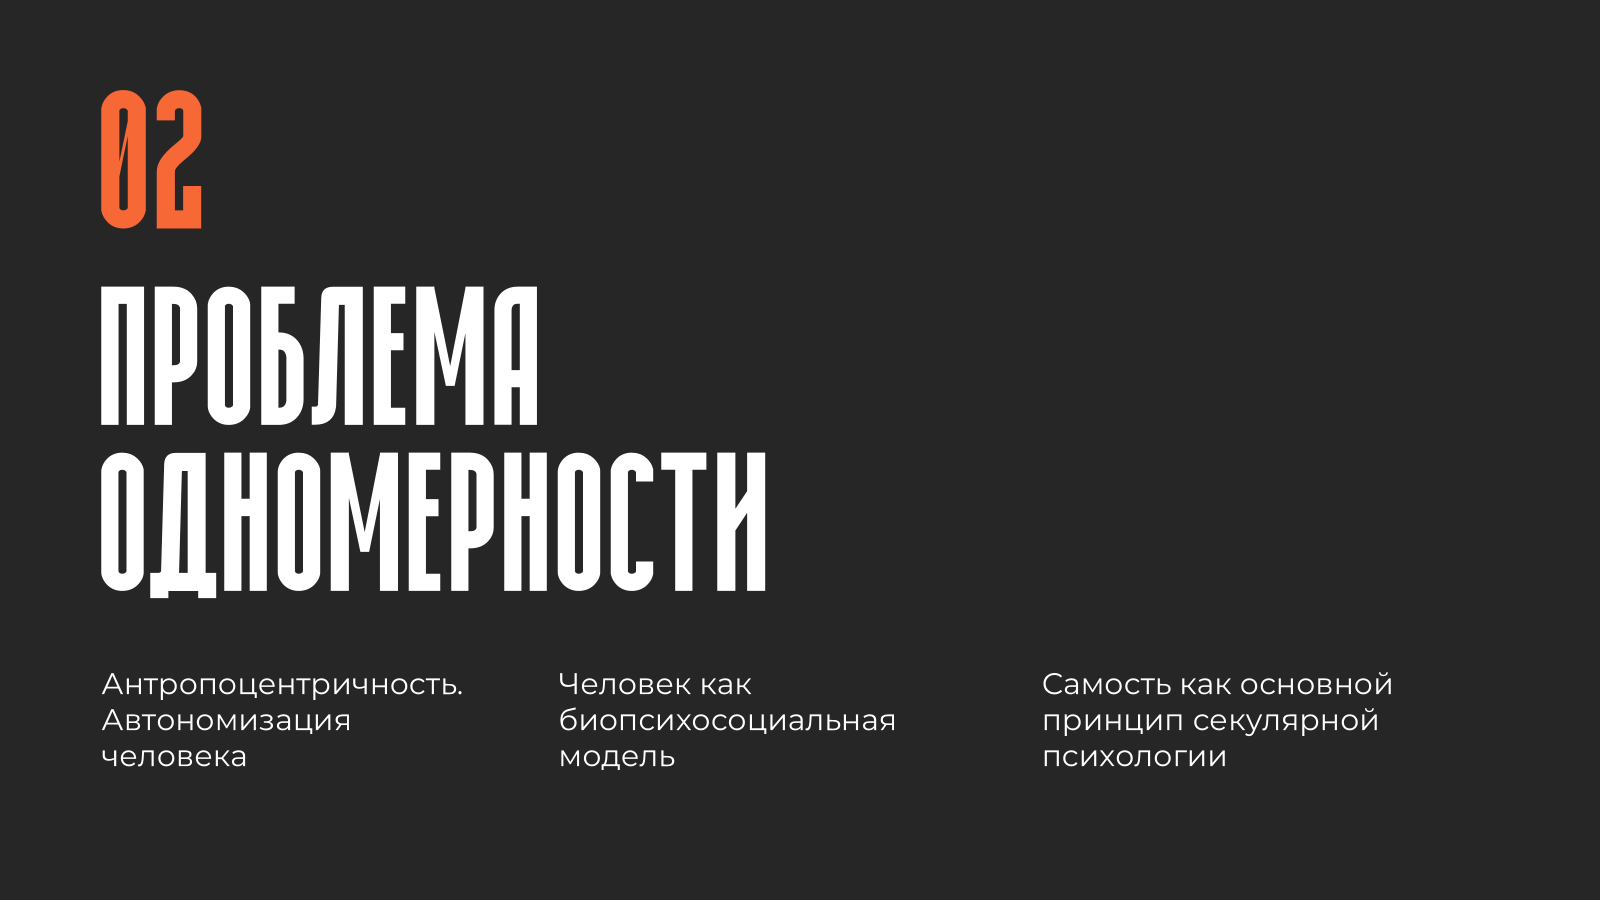 02
ПРОБЛЕМА
ОДНОМЕРНОСТИ
Антропоцентричность.
Автономизация
человека
Человек как
биопсихосоциальная
модель
Самость как основной
принцип секулярной
психологии